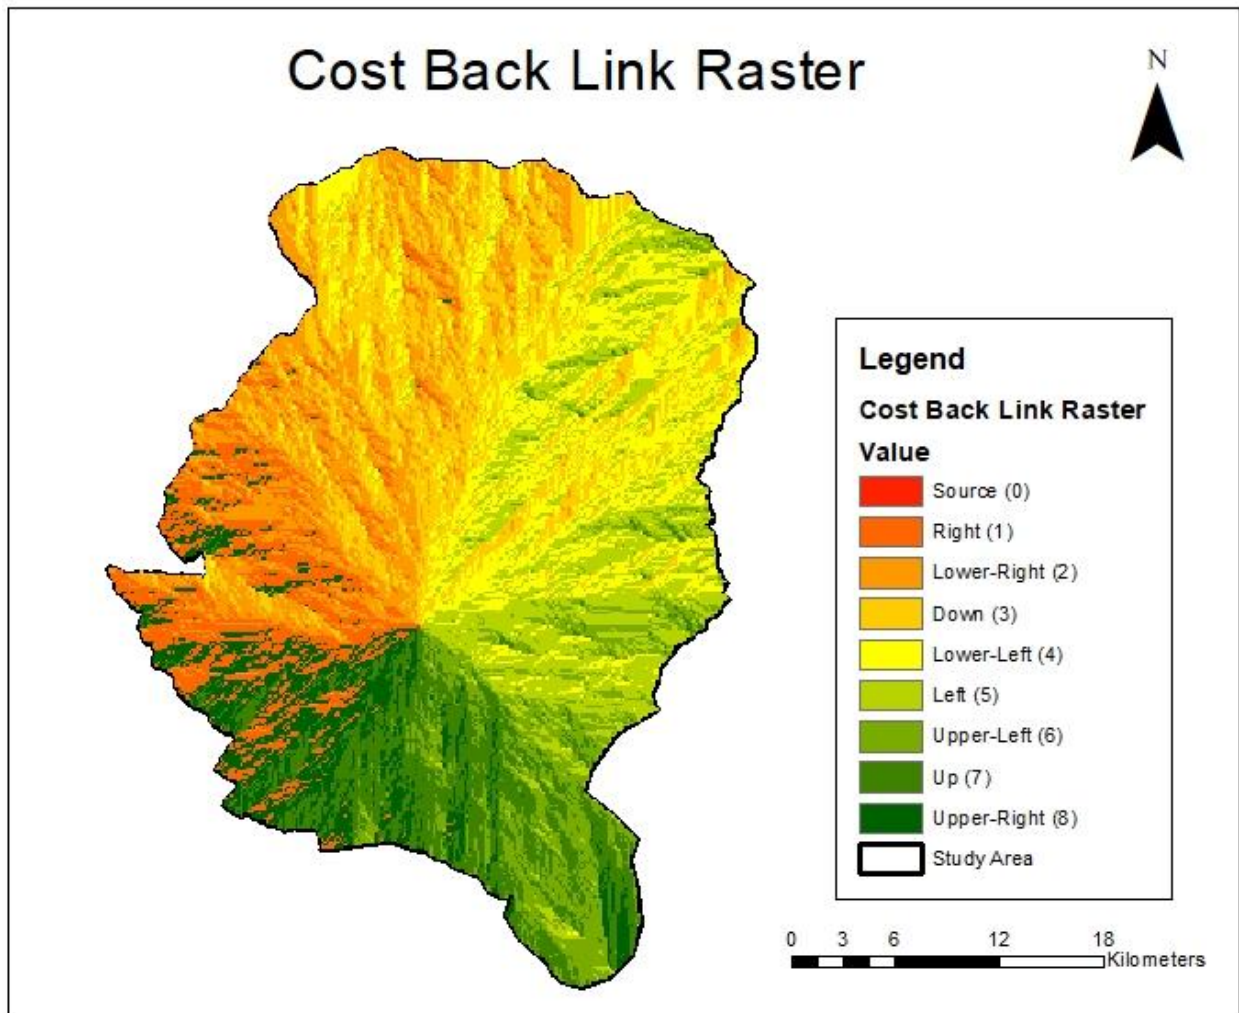 Cost Back Link Raster
N
Legend
Cost Back Link Raster
Value
Source (0)
Right (1)
Lower-Right (2)
Down (3)
Lower-Left (4)
Left (5)
Upper-Left (6)
Up (7)
Upper-Right (8)
Study Area
0 3 6 12 18
Kilometers